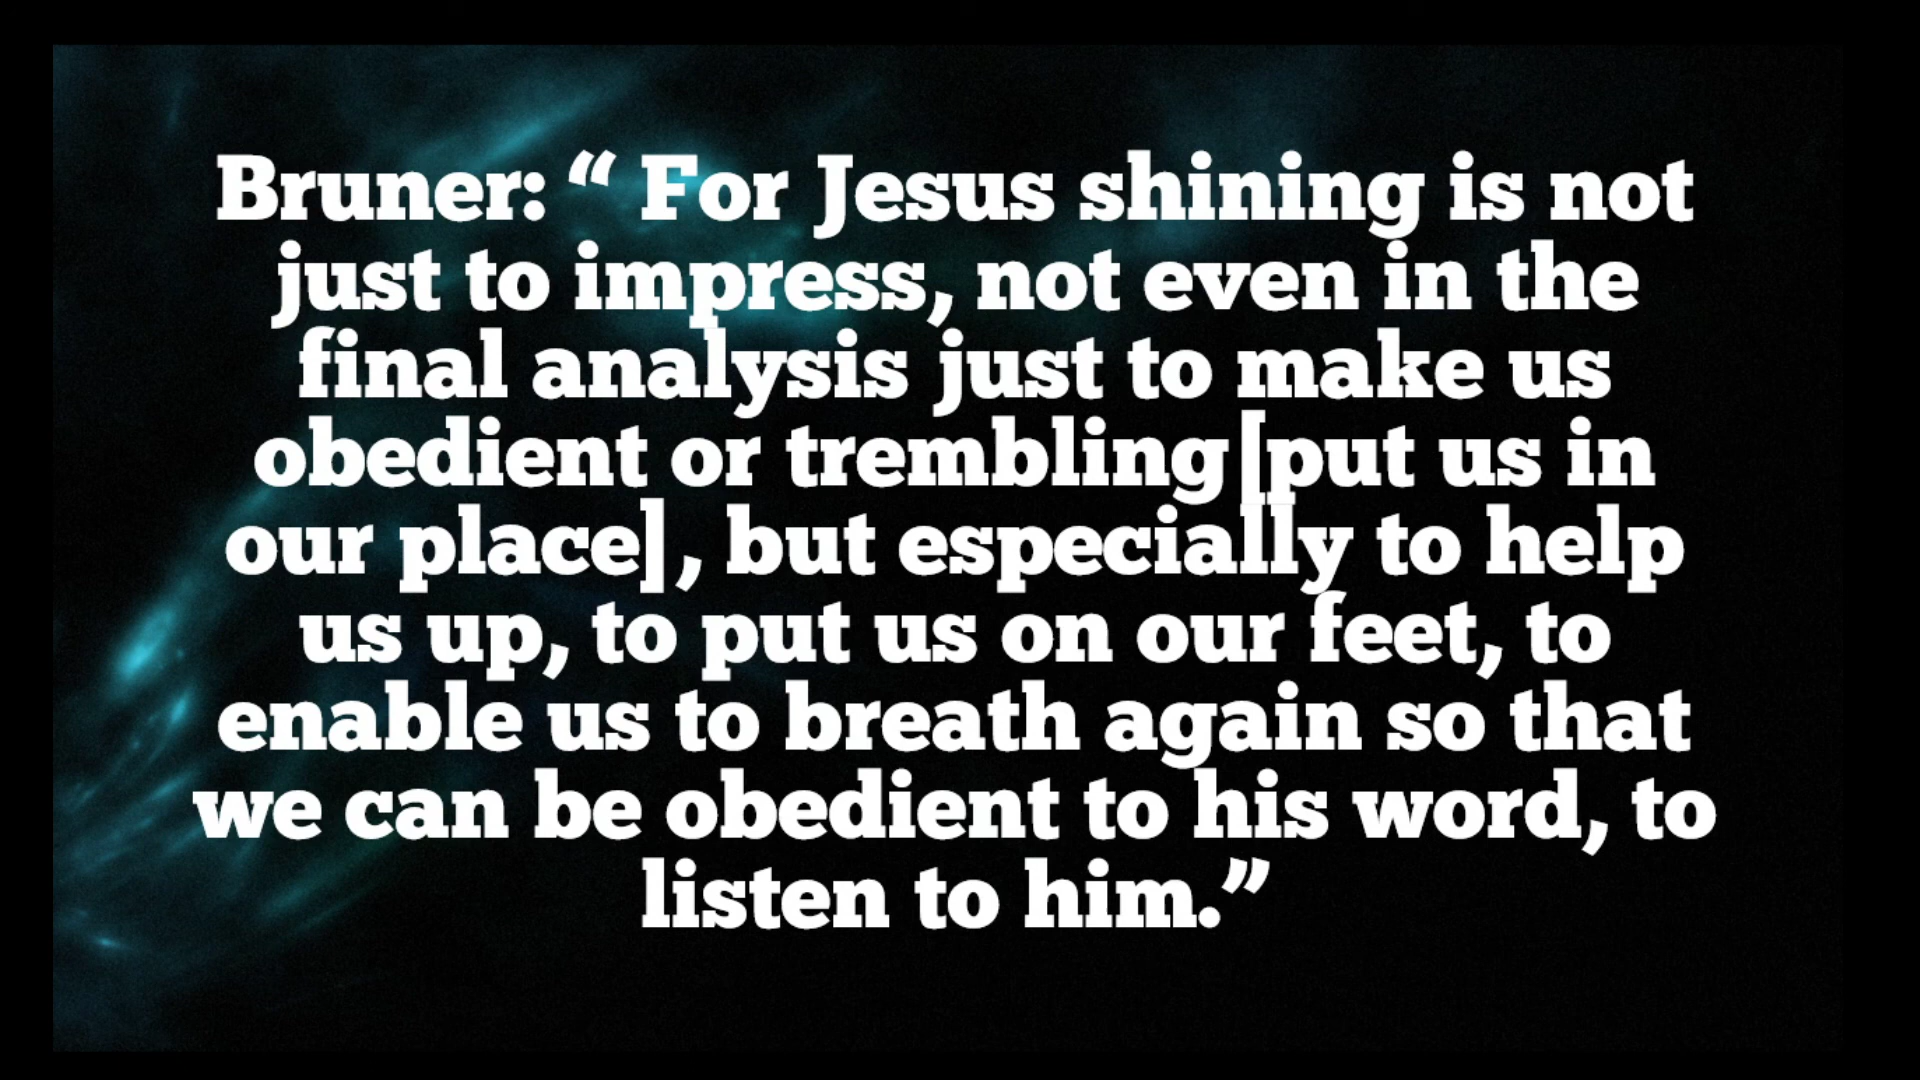 Bruner: “ For Jesus shining is not
just to impress, not even in the
final analysis just to make us
obedient or trembling[put us in
our place], but especially to help
us up, to put us on our feet, to
enable us to breath again so that
we can be obedient to his word, to
listen to him.”